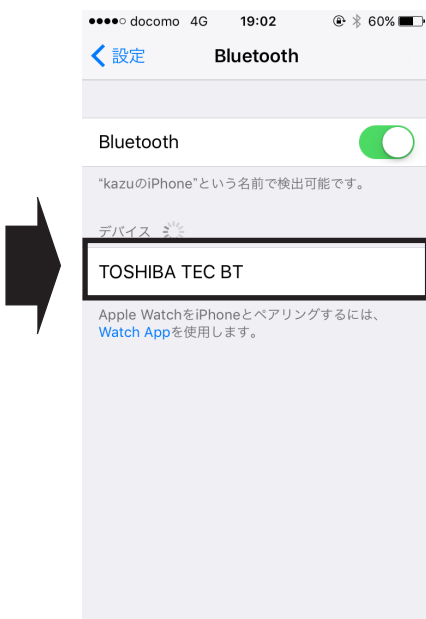 docomo 4G 19:02 60%
設定 Bluetooth
Bluetooth
“kazuのiPhone”という名前で検出可能です。
デバイス
TOSHIBA TEC BT
Apple WatchをiPhoneとペアリングするには、
Watch Appを使用します。